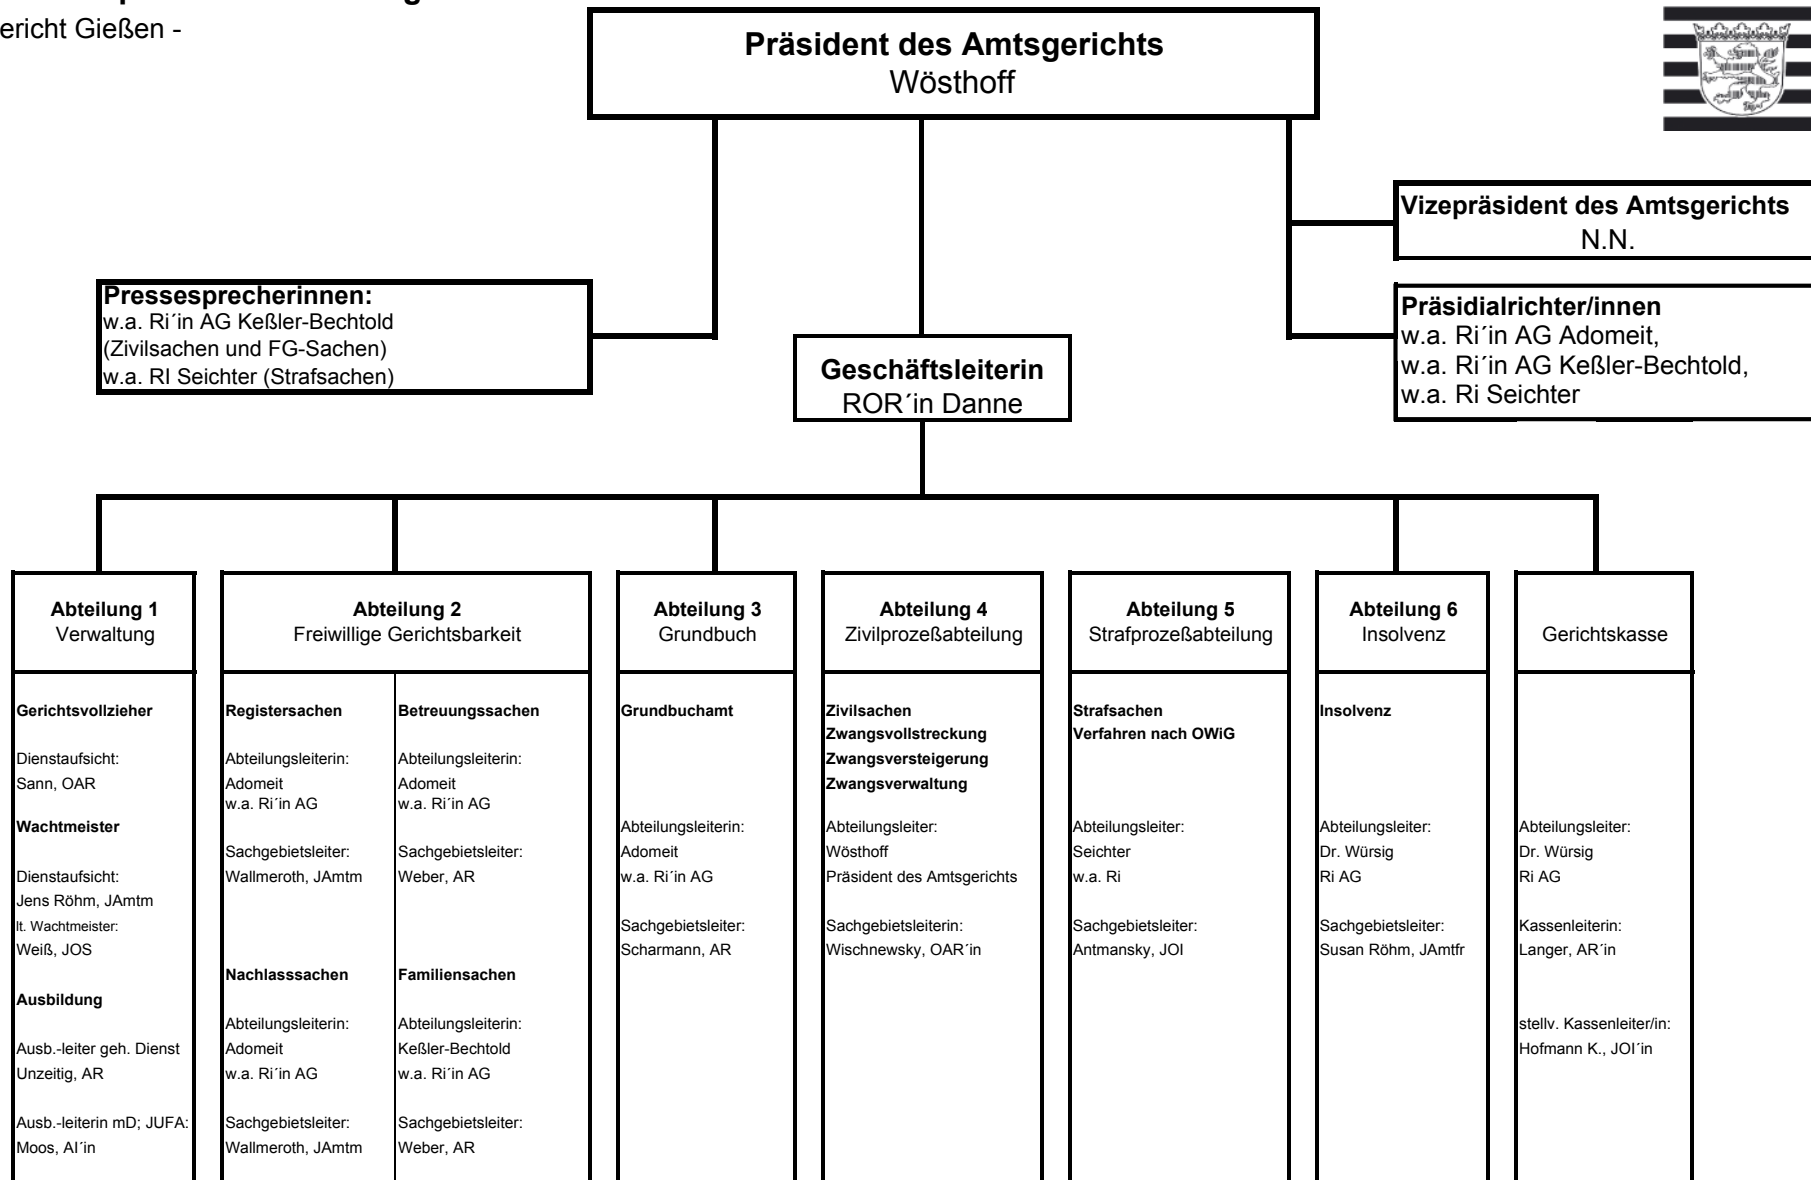 ericht Gießen -
Präsident des Amtsgerichts
Wösthoff
Vizepräsident des Amtsgerichts
N.N.
Pressesprecherinnen:
w.a. Ri´in AG Keßler-Bechtold
(Zivilsachen und FG-Sachen)
w.a. RI Seichter (Strafsachen)
Präsidialrichter/innen
w.a. Ri´in AG Adomeit,
w.a. Ri´in AG Keßler-Bechtold,
w.a. Ri Seichter
Geschäftsleiterin
ROR´in Danne
Abteilung 1
Verwaltung
Gerichtsvollzieher
Dienstaufsicht:
Sann, OAR
Wachtmeister
Dienstaufsicht:
Jens Röhm, JAmtm
lt. Wachtmeister:
Weiß, JOS
Ausbildung
Ausb.-leiter geh. Dienst
Unzeitig, AR
Ausb.-leiterin mD; JUFA:
Moos, AI´in
Abteilung 2
Freiwillige Gerichtsbarkeit
Registersachen
Abteilungsleiterin:
Adomeit
w.a. Ri´in AG
Sachgebietsleiter:
Wallmeroth, JAmtm
Nachlasssachen
Abteilungsleiterin:
Adomeit
w.a. Ri´in AG
Sachgebietsleiter:
Wallmeroth, JAmtm
Betreuungssachen
Abteilungsleiterin:
Adomeit
w.a. Ri´in AG
Sachgebietsleiter:
Weber, AR
Familiensachen
Abteilungsleiterin:
Keßler-Bechtold
w.a. Ri´in AG
Sachgebietsleiter:
Weber, AR
Abteilung 3
Grundbuch
Grundbuchamt
Abteilungsleiterin:
Adomeit
w.a. Ri´in AG
Sachgebietsleiter:
Scharmann, AR
Abteilung 4
Zivilprozeßabteilung
Zivilsachen
Zwangsvollstreckung
Zwangsversteigerung
Zwangsverwaltung
Abteilungsleiter:
Wösthoff
Präsident des Amtsgerichts
Sachgebietsleiterin:
Wischnewsky, OAR´in
Abteilung 5
Strafprozeßabteilung
Strafsachen
Verfahren nach OWiG
Abteilungsleiter:
Seichter
w.a. Ri
Sachgebietsleiter:
Antmansky, JOI
Abteilung 6
Insolvenz
Insolvenz
Abteilungsleiter:
Dr. Würsig
Ri AG
Sachgebietsleiter:
Susan Röhm, JAmtfr
Gerichtskasse
Abteilungsleiter:
Dr. Würsig
Ri AG
Kassenleiterin:
Langer, AR´in
stellv. Kassenleiter/in:
Hofmann K., JOI´in